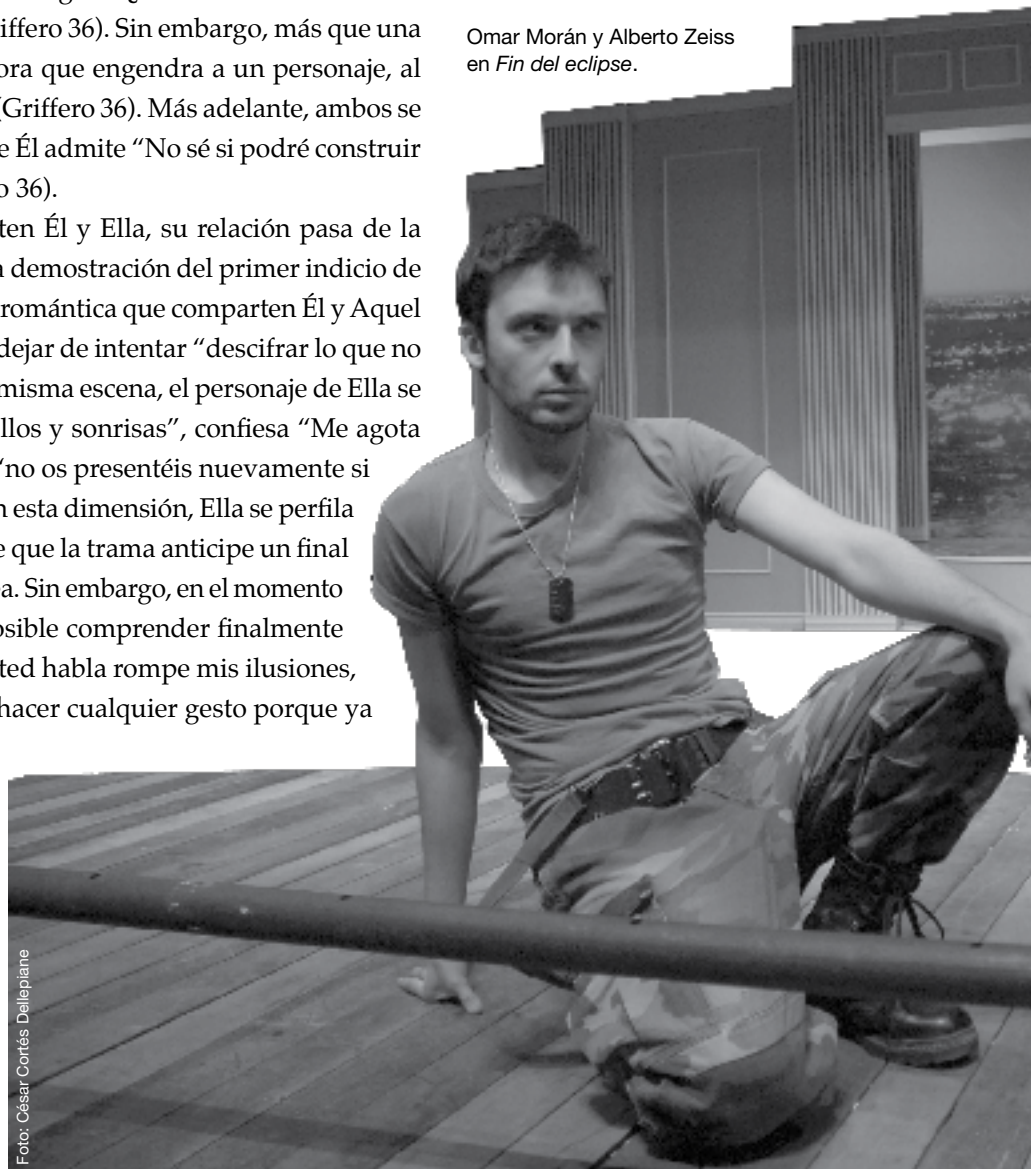 iffero 36). Sin embargo, más que una
ora que engendra a un personaje, al
(Griffero 36). Más adelante, ambos se
e Él admite “No sé si podré construir
o 36).
ten Él y Ella, su relación pasa de la
a demostración del primer indicio de
romántica que comparten Él y Aquel
dejar de intentar “descifrar lo que no
misma escena, el personaje de Ella se
llos y sonrisas”, confiesa “Me agota
“no os presentéis nuevamente si
n esta dimensión, Ella se perfila
e que la trama anticipe un final
a. Sin embargo, en el momento
osible comprender finalmente
ted habla rompe mis ilusiones,
hacer cualquier gesto porque ya
Omar Morán y Alberto Zeiss
en Fin del eclipse.
Foto: César Cortés Dellepiane